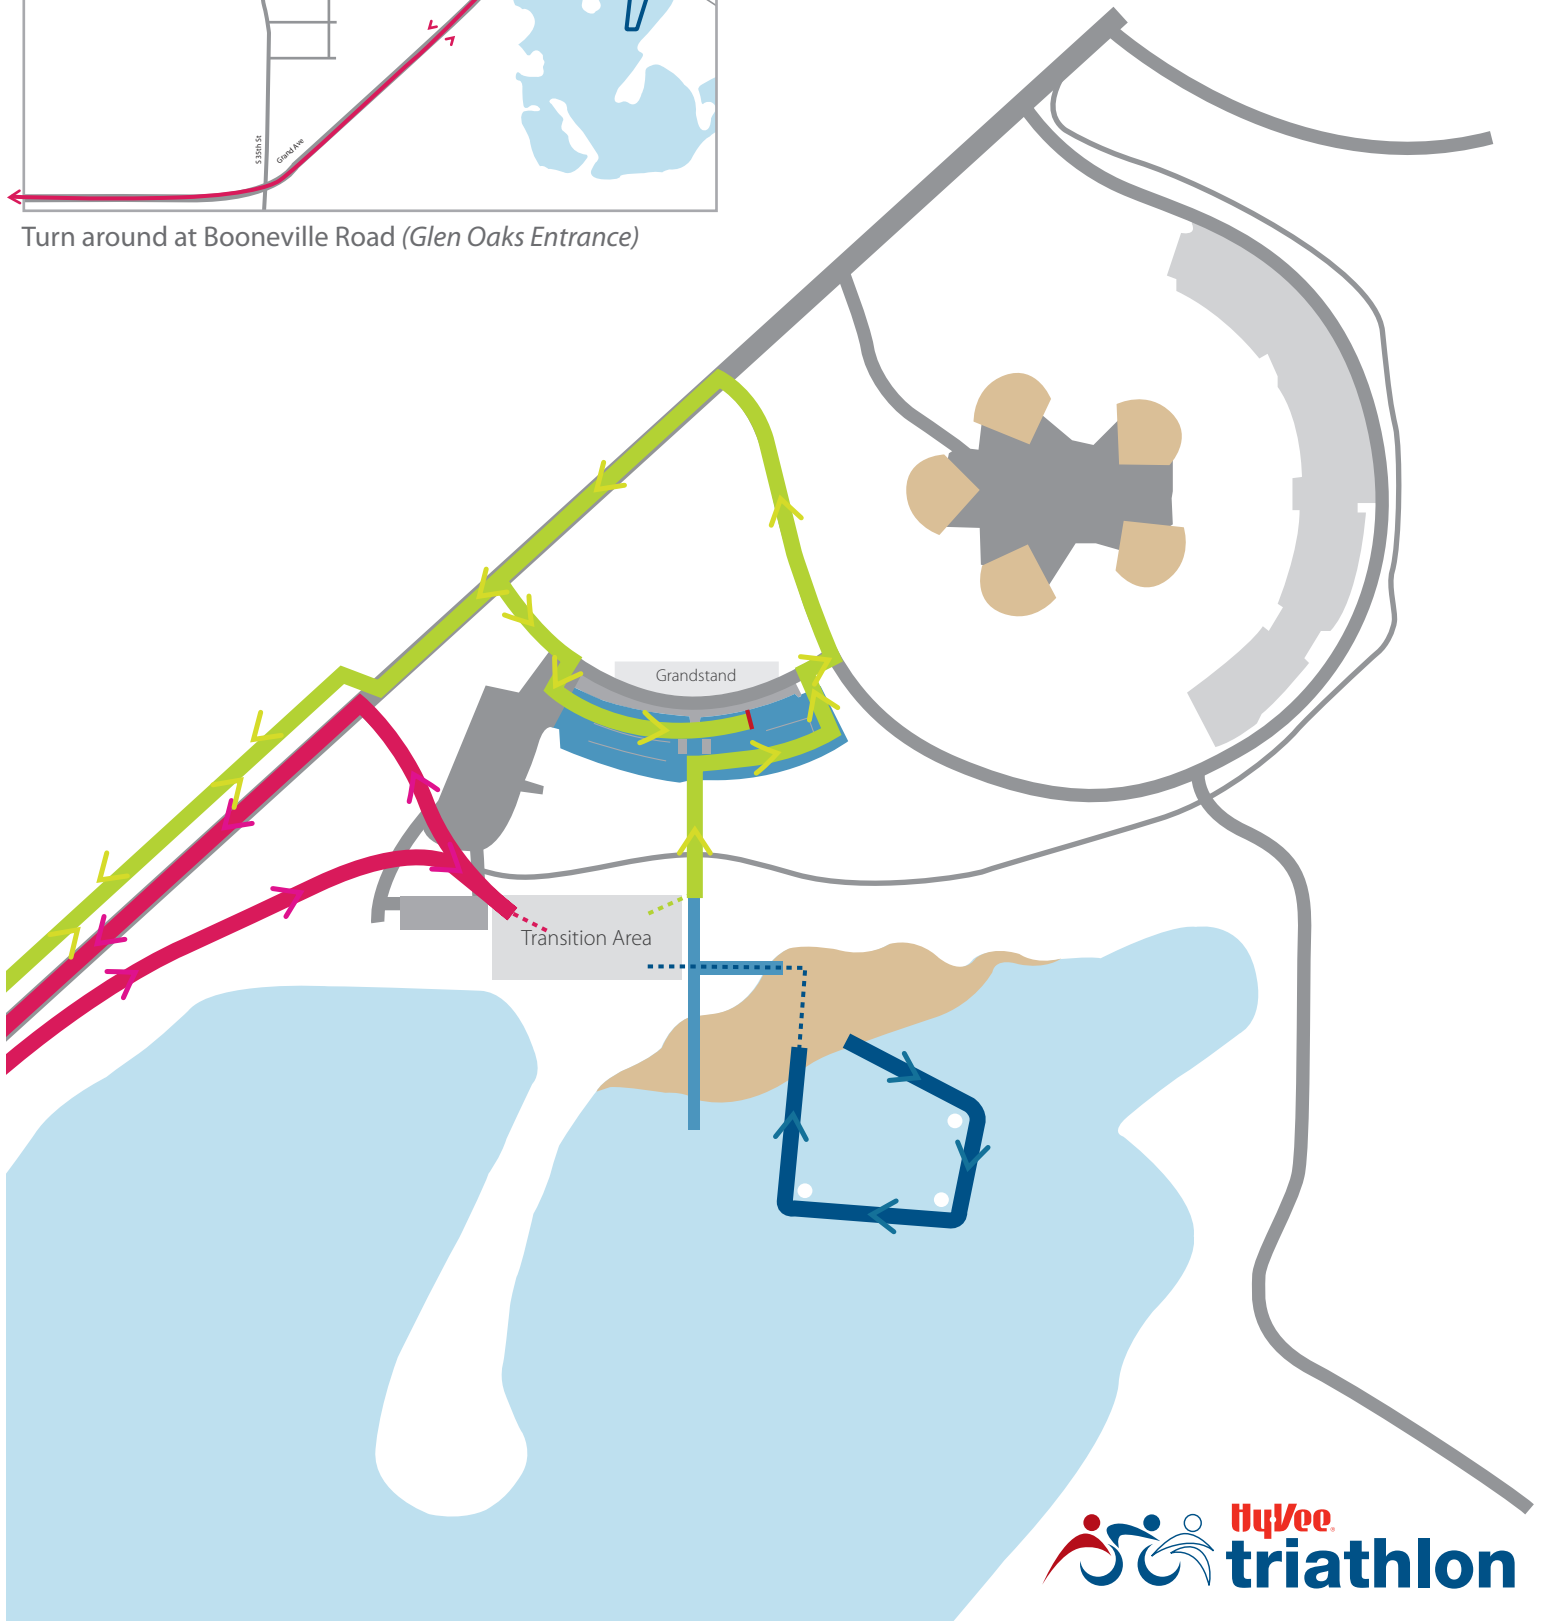 S 35th St
Grand Ave
Turn around at Booneville Road (Glen Oaks Entrance)
Grandstand
Transition Area
HyVee®
triathlon